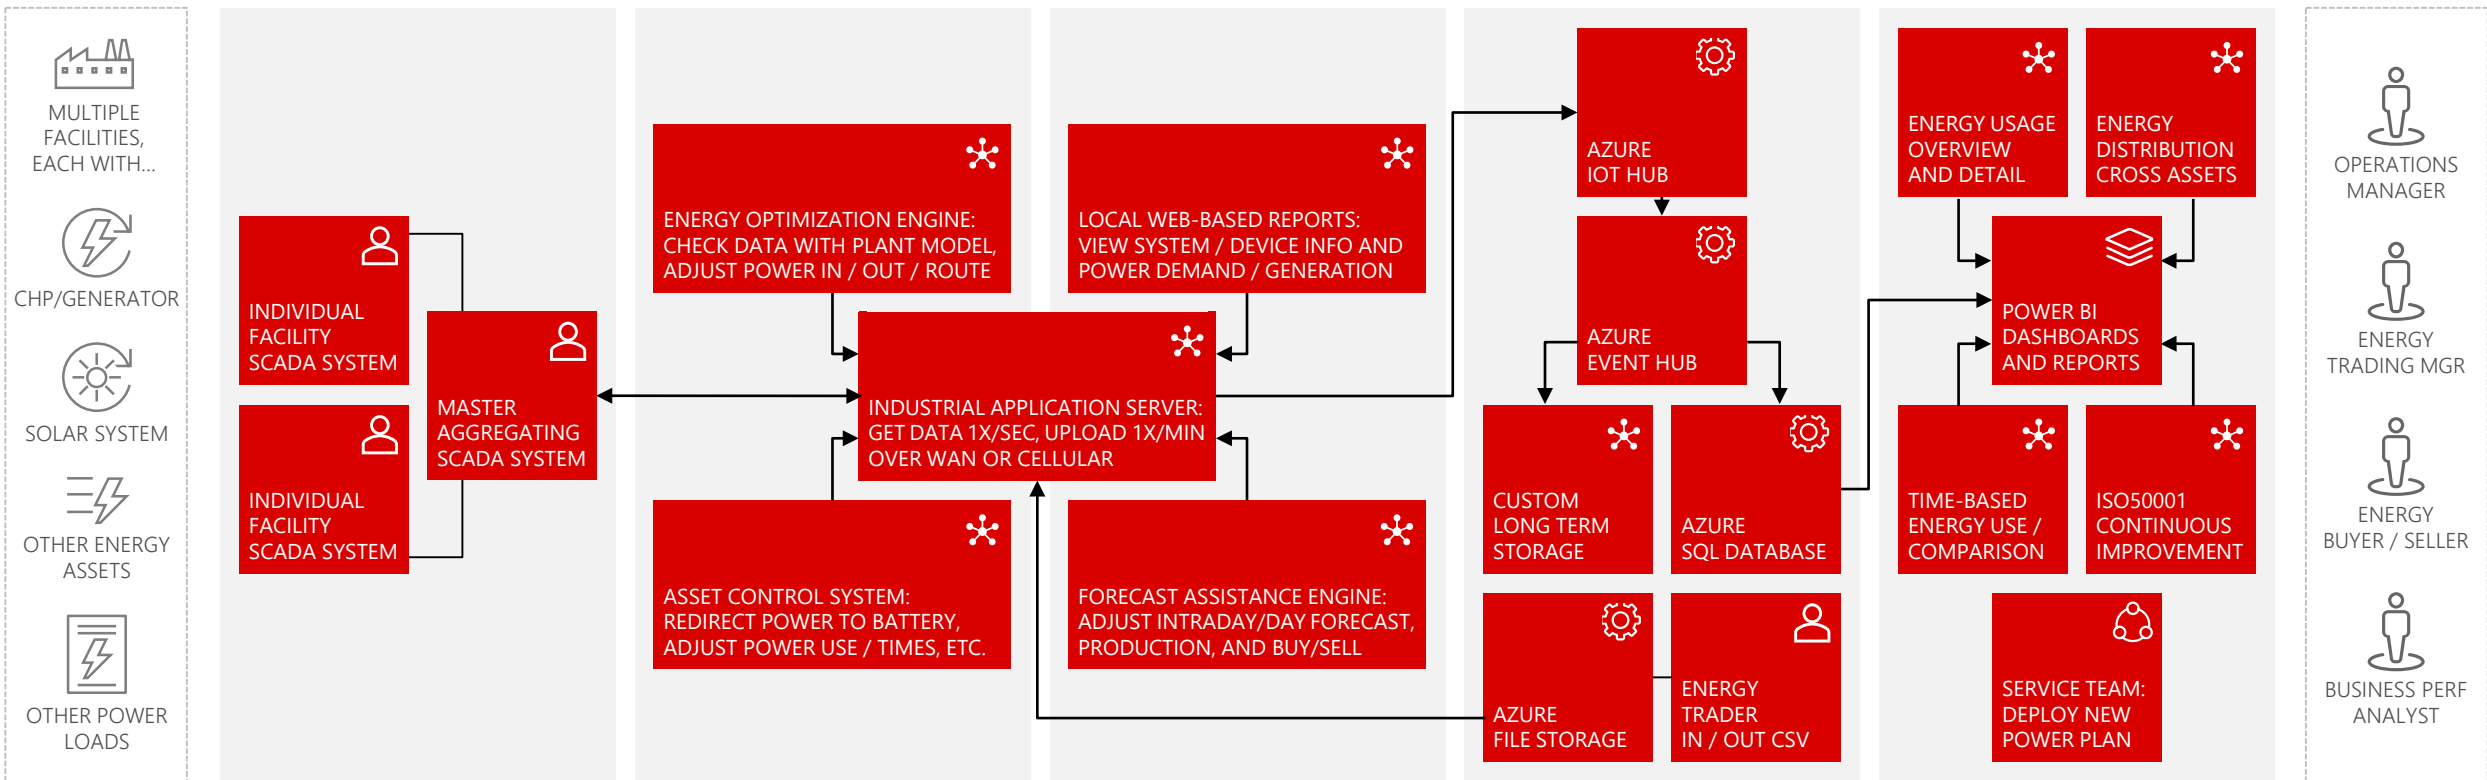 MULTIPLE
FACILITIES,
EACH WITH...
CHP/GENERATOR
SOLAR SYSTEM
OTHER ENERGY
ASSETS
OTHER POWER
LOADS
INDIVIDUAL
FACILITY
SCADA SYSTEM
INDIVIDUAL
FACILITY
SCADA SYSTEM
MASTER
AGGREGATING
SCADA SYSTEM
ENERGY OPTIMIZATION ENGINE:
CHECK DATA WITH PLANT MODEL,
ADJUST POWER IN / OUT / ROUTE
LOCAL WEB-BASED REPORTS:
VIEW SYSTEM / DEVICE INFO AND
POWER DEMAND / GENERATION
INDUSTRIAL APPLICATION SERVER:
GET DATA 1X/SEC, UPLOAD 1X/MIN
OVER WAN OR CELLULAR
ASSET CONTROL SYSTEM:
REDIRECT POWER TO BATTERY,
ADJUST POWER USE / TIMES, ETC.
FORECAST ASSISTANCE ENGINE:
ADJUST INTRADAY/DAY FORECAST,
PRODUCTION, AND BUY/SELL
AZURE
IOT HUB
AZURE
EVENT HUB
CUSTOM
LONG TERM
STORAGE
AZURE
SQL DATABASE
AZURE
FILE STORAGE
ENERGY
TRADER
IN / OUT CSV
ENERGY USAGE
OVERVIEW
AND DETAIL
ENERGY
DISTRIBUTION
CROSS ASSETS
POWER BI
DASHBOARDS
AND REPORTS
TIME-BASED
ENERGY USE /
COMPARISON
ISO50001
CONTINUOUS
IMPROVEMENT
SERVICE TEAM:
DEPLOY NEW
POWER PLAN
OPERATIONS
MANAGER
ENERGY
TRADING MGR
ENERGY
BUYER / SELLER
BUSINESS PERF
ANALYST